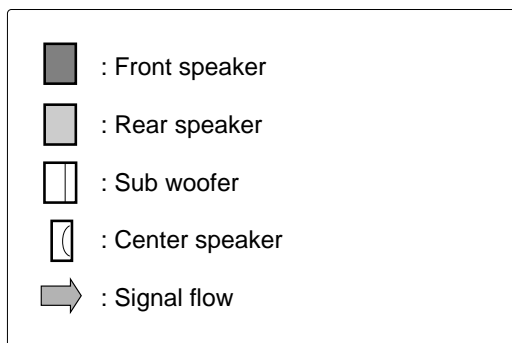 : Front speaker
: Rear speaker
: Sub woofer
: Center speaker
: Signal flow